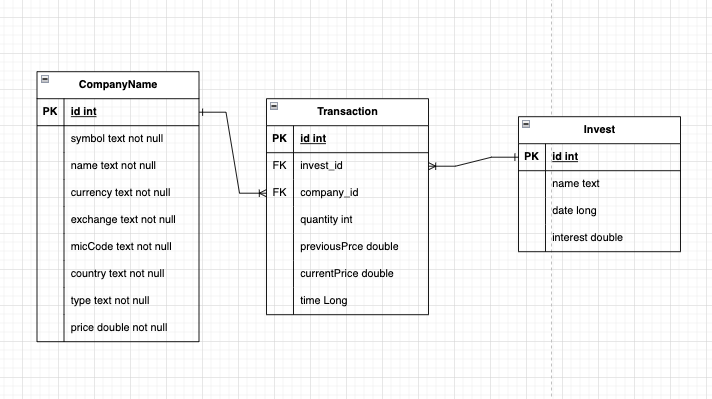 CompanyName
PK id int
symbol text not null
name text not null
currency text not null
exchange text not null
micCode text not null
country text not null
type text not null
price double not null
Transaction
PK id int
FK invest_id
FK company_id
quantity int
previousPrce double
currentPrice double
time Long
Invest
PK id int
name text
date long
interest double